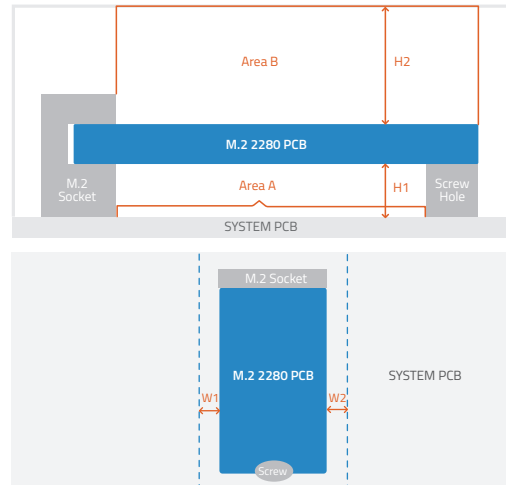 Area B
H2
M.2 2280 PCB
M.2
Socket
Area A
H1
Screw
Hole
SYSTEM PCB
M.2 Socket
M.2 2280 PCB
SYSTEM PCB
W1
W2
Screw